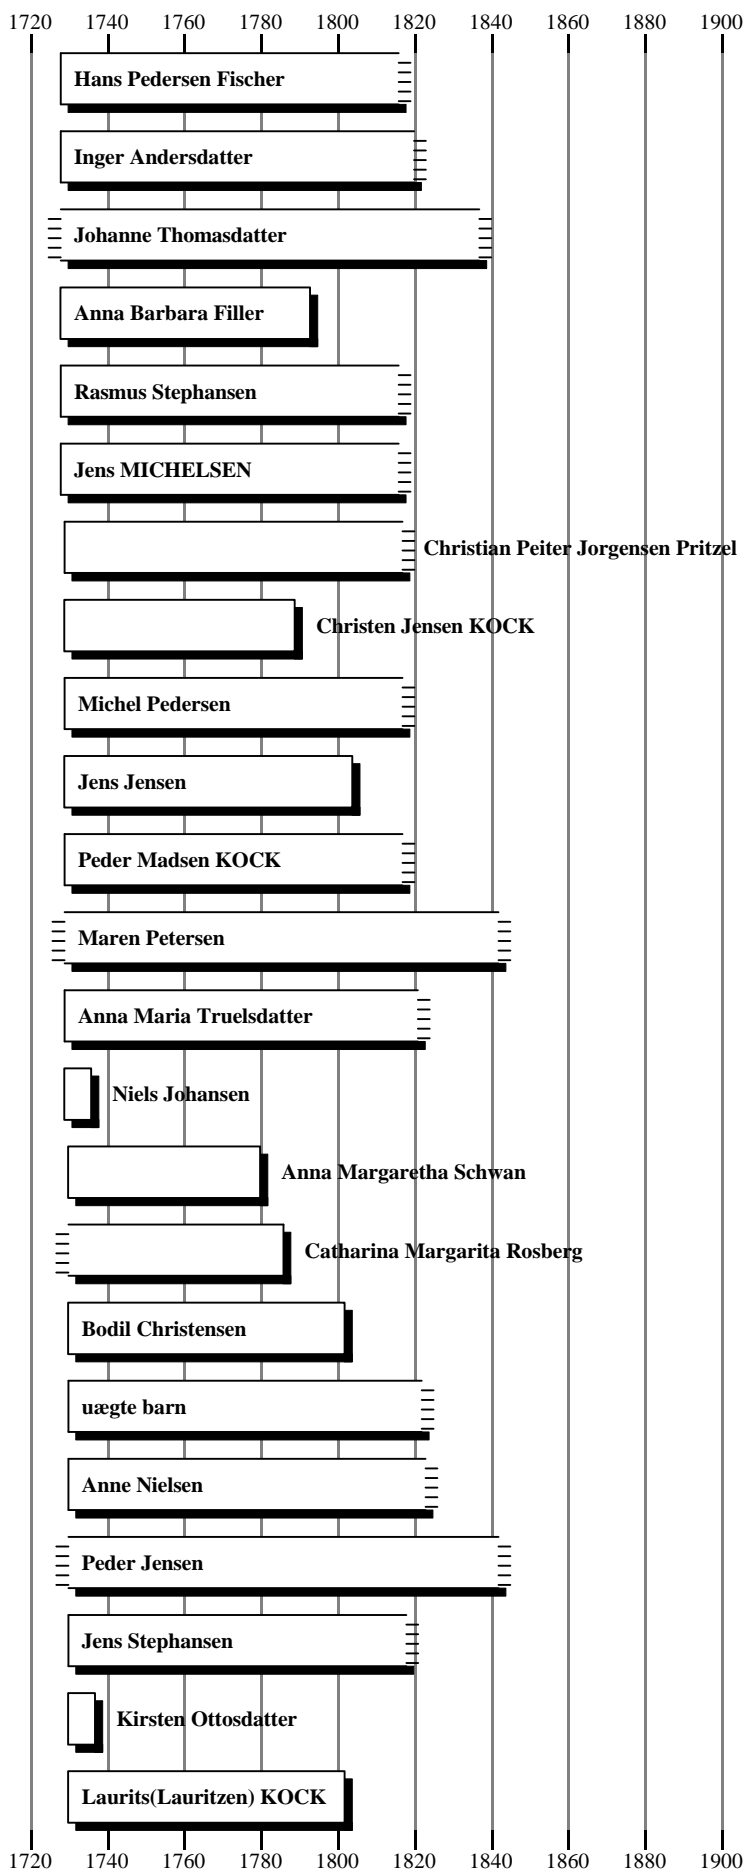 1720 1740 1760 1780 1800 1820 1840 1860 1880 1900
Hans Pedersen Fischer
Inger Andersdatter
Johanne Thomasdatter
Anna Barbara Filler
Rasmus Stephansen
Jens MICHELSEN
Christian Peiter Jorgensen Pritzel
Christen Jensen KOCK
Michel Pedersen
Jens Jensen
Peder Madsen KOCK
Maren Petersen
Anna Maria Truelsdatter
Niels Johansen
Anna Margaretha Schwan
Catharina Margarita Rosberg
Bodil Christensen
uægte barn
Anne Nielsen
Peder Jensen
Jens Stephansen
Kirsten Ottosdatter
Laurits(Lauritzen) KOCK
1720 1740 1760 1780 1800 1820 1840 1860 1880 1900